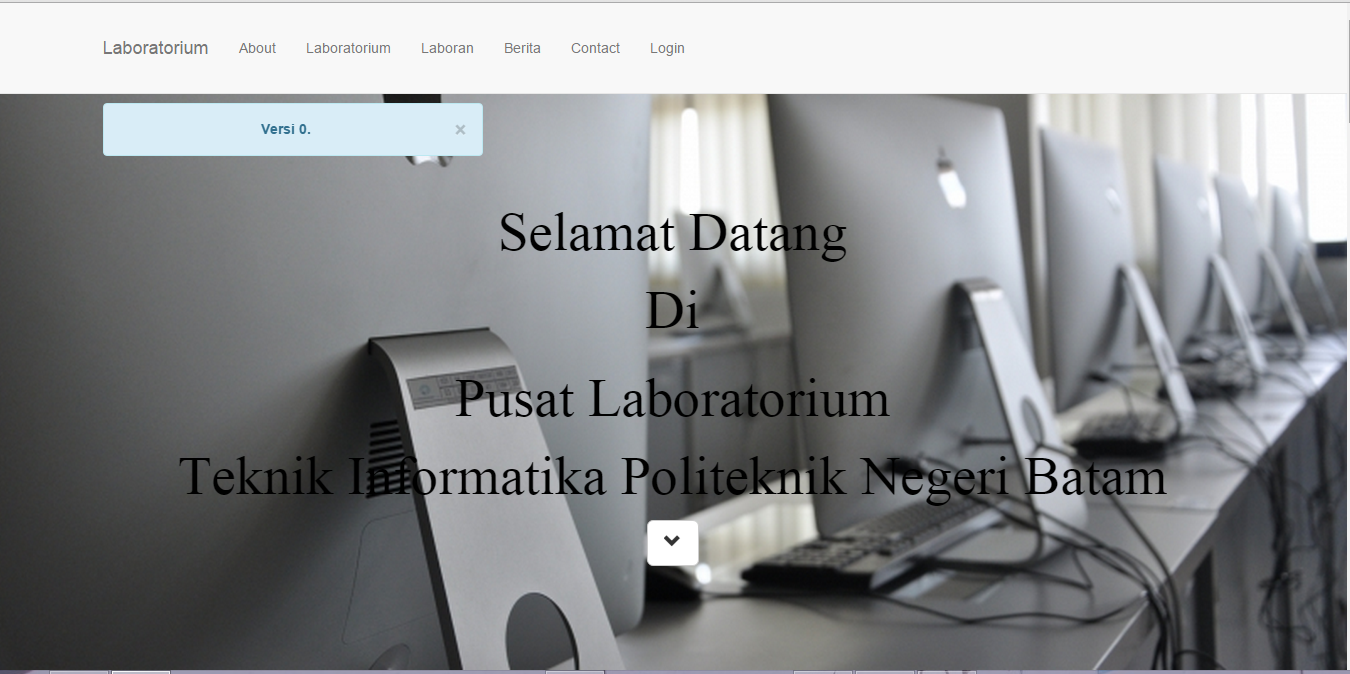 Laboratorium About Laboratorium Laboran Berita Contact Login
Versi 0. ×
Selamat Datang
Di
Pusat Laboratorium
Teknik Informatika Politeknik Negeri Batam